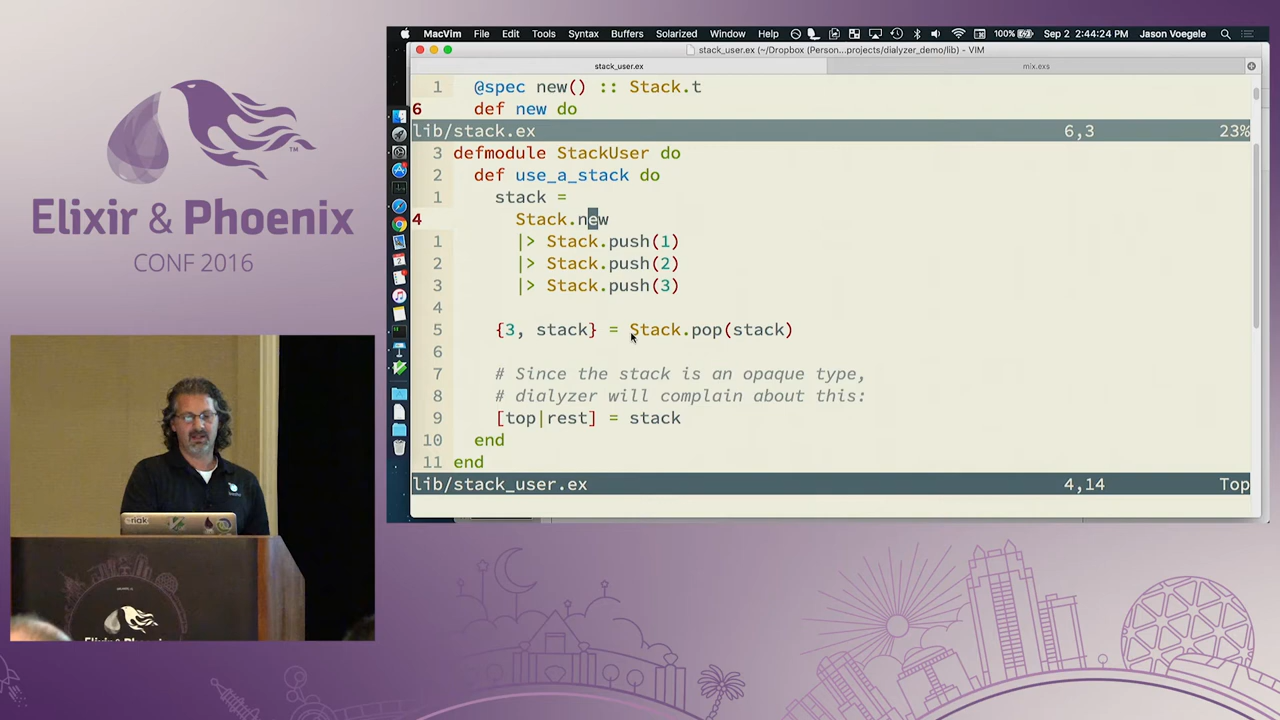 Elixir & Phoenix
CONF 2016
TM
MacVim File Edit Tools Syntax Buffers Solarized Window Help 100% Sep 2 2:44:24 PM Jason Voegele
stack_user.ex (~/Dropbox (Person...projects/dialyzer_demo/lib) - VIM
stack_user.ex mix.exs
1 @spec new() :: Stack.t
6 def new do
lib/stack.ex 6,3 23%
3 defmodule StackUser do
2 def use_a_stack do
1 stack =
4 Stack.new
1 |> Stack.push(1)
2 |> Stack.push(2)
3 |> Stack.push(3)
4
5 {3, stack} = Stack.pop(stack)
6
7 # Since the stack is an opaque type,
8 # dialyzer will complain about this:
9 [top|rest] = stack
10 end
11 end
lib/stack_user.ex 4,14 Top
riak
Elixir & Phoenix